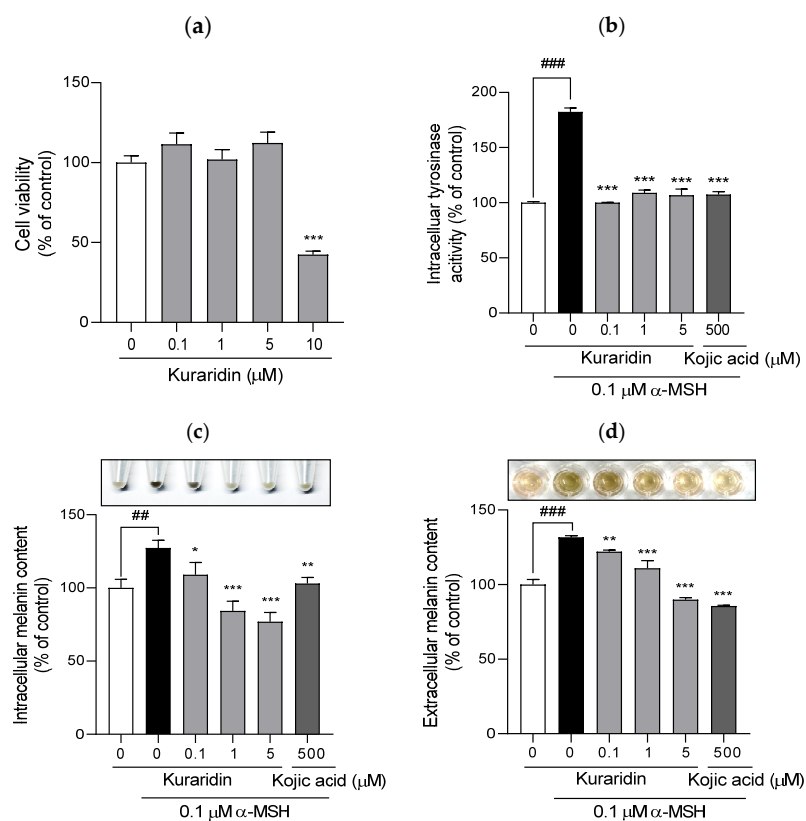 (a)
Cell viability
(% of control)
150
100
50
0
***
0 0.1 1 5 10
Kuraridin (μM)
(b)
Intracelluar tyrosinase
acitivity (% of control)
200
150
100
50
0
###
*** *** *** ***
0 0 0.1 1 5 500
Kuraridin Kojic acid (μM)
0.1 μM α-MSH
(c)
Intracellular melanin content
(% of control)
150
100
50
0
##
* *** *** **
0 0 0.1 1 5 500
Kuraridin Kojic acid (μM)
0.1 μM α-MSH
(d)
Extracellular melanin content
(% of control)
150
100
50
0
###
** *** *** ***
0 0 0.1 1 5 500
Kuraridin Kojic acid (μM)
0.1 μM α-MSH